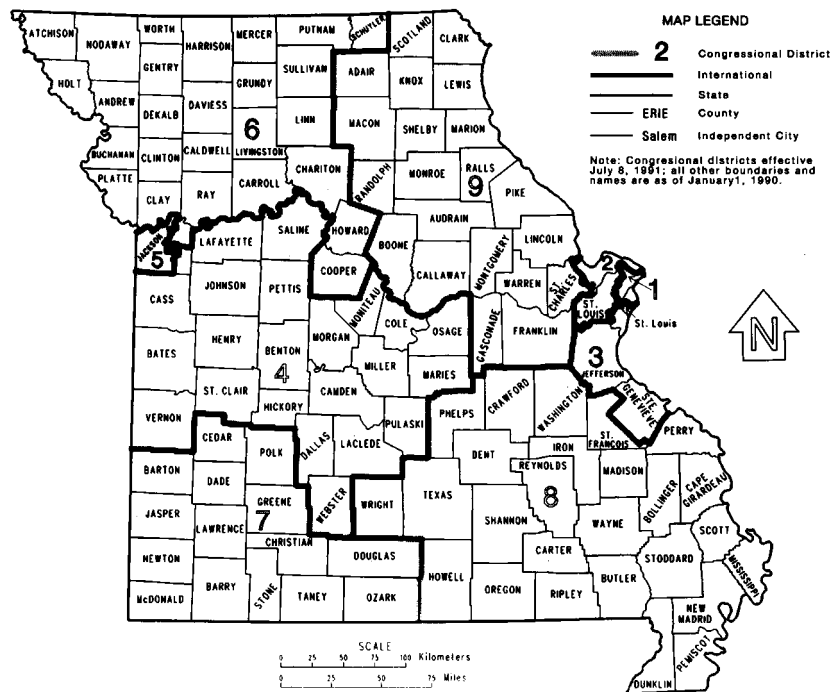 MAP LEGEND
2 Congressional District
International
State
ERIE County
Salem Independent City
Note: Congresional districts effective
July 8, 1991; all other boundaries and
names are as of January1, 1990.
ATCHISON
NODAWAY
WORTH
HARRISON
MERCER
PUTNAM
SCHUYLER
SCOTLAND
CLARK
HOLT
GENTRY
SULLIVAN
ADAIR
KNOX
LEWIS
ANDREW
DEKALB
DAVIESS
GRUNDY
6
LINN
MACON
SHELBY
MARION
BUCHANAN
CLINTON
CALDWELL
LIVINGSTON
CHARITON
RANDOLPH
MONROE
RALLS
9
PIKE
PLATTE
CLAY
RAY
CARROLL
AUDRAIN
JACKSON
5
LAFAYETTE
SALINE
HOWARD
BOONE
CALLAWAY
MONTGOMERY
LINCOLN
WARREN
ST. CHARLES
2
1
ST. LOUIS
St. Louis
COOPER
CASS
JOHNSON
PETTIS
MONITEAU
COLE
OSAGE
GASCONADE
FRANKLIN
3
JEFFERSON
N
BATES
HENRY
BENTON
4
MORGAN
MILLER
MARIES
ST. CLAIR
HICKORY
CAMDEN
PULASKI
PHELPS
CRAWFORD
WASHINGTON
STE. GENEVIEVE
VERNON
CEDAR
POLK
DALLAS
LACLEDE
DENT
IRON
ST. FRANCOIS
PERRY
BARTON
DADE
GREENE
7
WEBSTER
WRIGHT
TEXAS
REYNOLDS
8
MADISON
BOLLINGER
CAPE GIRARDEAU
JASPER
LAWRENCE
CHRISTIAN
DOUGLAS
SHANNON
WAYNE
SCOTT
NEWTON
CARTER
STODDARD
MISSISSIPPI
McDONALD
BARRY
STONE
TANEY
OZARK
HOWELL
OREGON
RIPLEY
BUTLER
NEW MADRID
PEMISCOT
DUNKLIN
SCALE
0 25 50 75 100 Kilometers
0 25 50 75 Miles